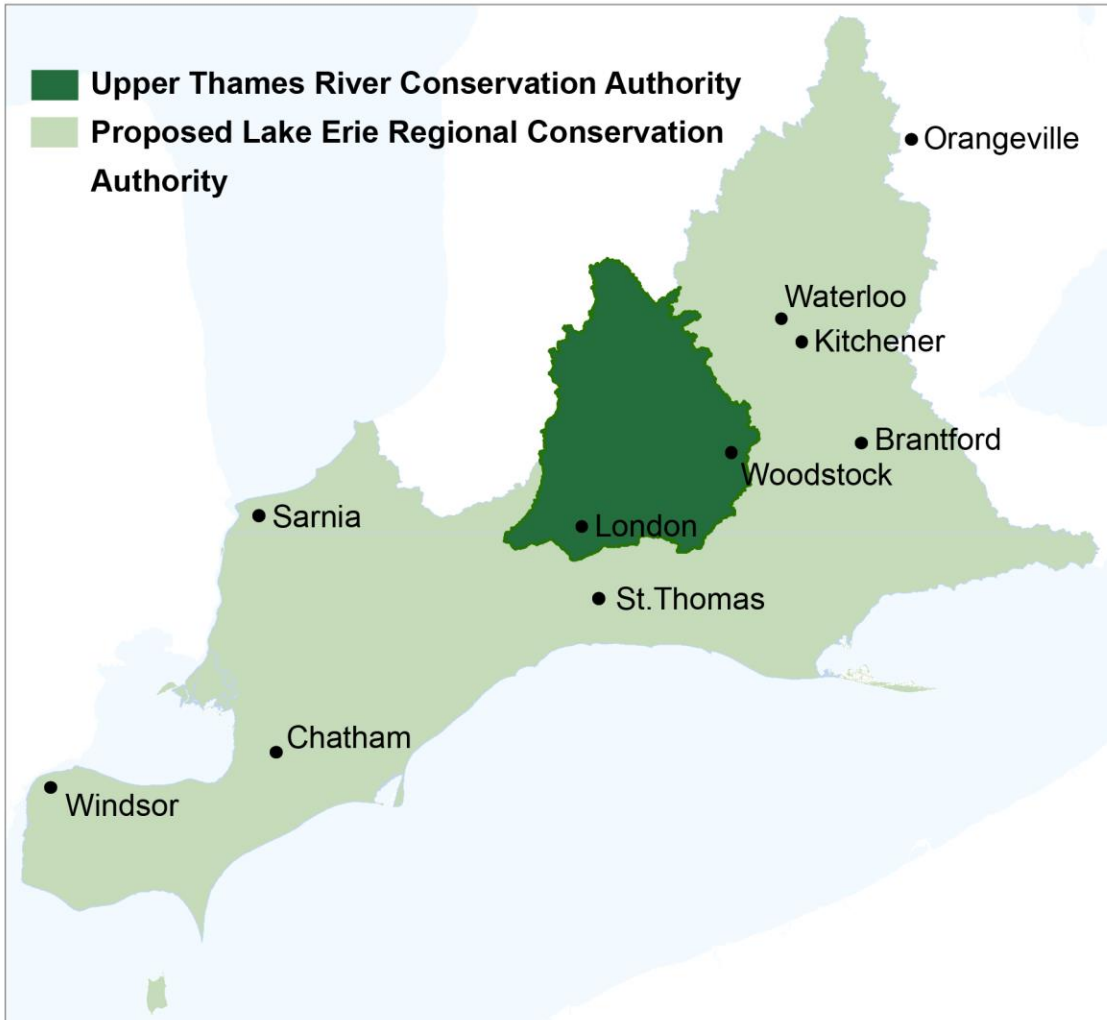 Upper Thames River Conservation Authority
Proposed Lake Erie Regional Conservation
Authority
Orangeville
Waterloo
Kitchener
Brantford
Woodstock
Sarnia
London
St.Thomas
Chatham
Windsor